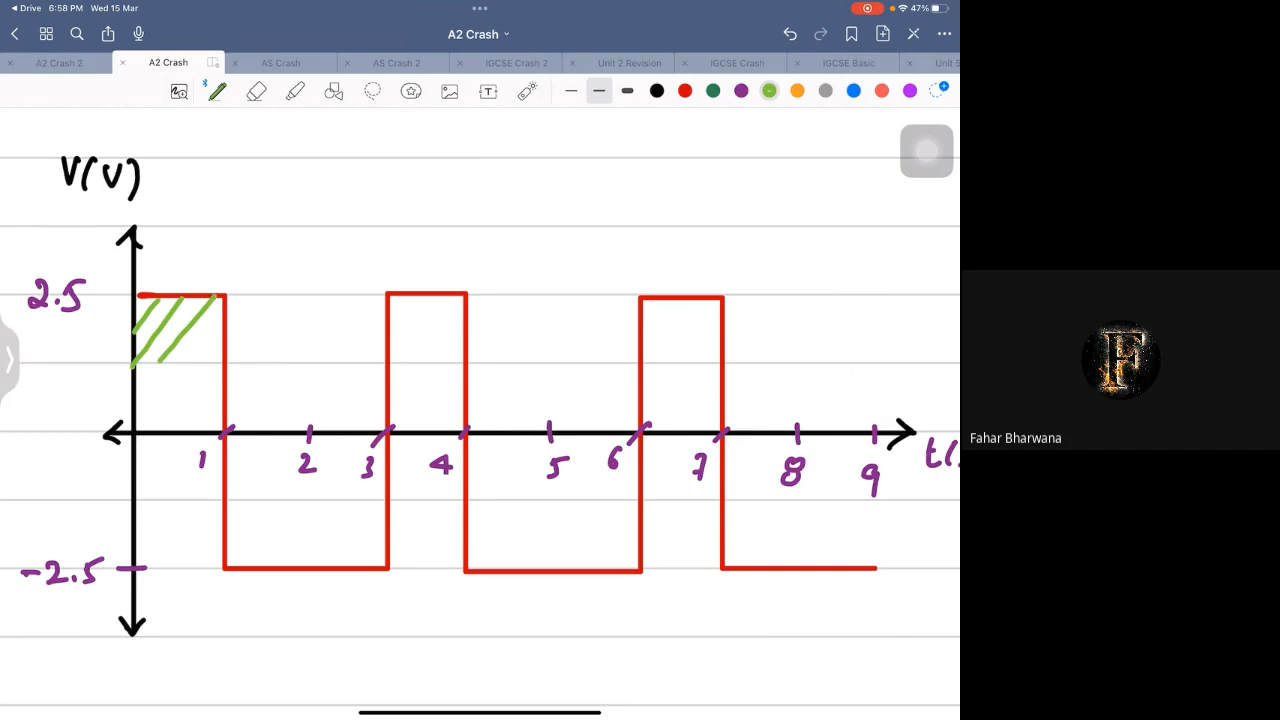 Drive 6:58 PM Wed 15 Mar 47%
A2 Crash
A2 Crash 2 A2 Crash AS Crash AS Crash 2 IGCSE Crash 2 Unit 2 Revision IGCSE Crash IGCSE Basic Unit 5
V(V)
2.5
1 2 3 4 5 6 7 8 9 t(
-2.5
F
Fahar Bharwana